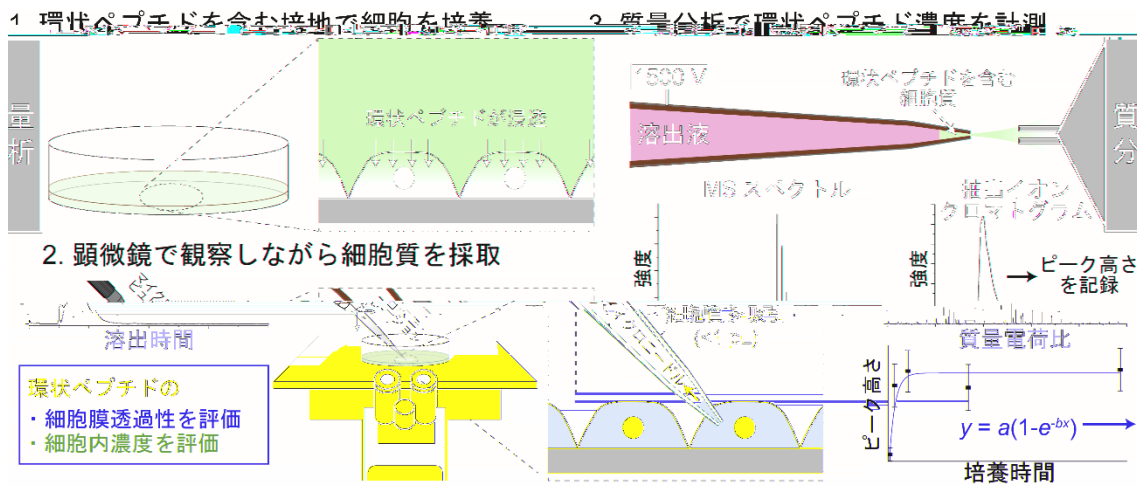 1. 環状ペプチドを含む培地で細胞を培養
環状ペプチドが浸透
2. 顕微鏡で観察しながら細胞質を採取
3. 質量分析で環状ペプチド濃度を計測
1500 V
環状ペプチドを含む
細胞質
溶出液
質
分
量
析
MS スペクトル
強度
質量電荷比
抽出イオン
クロマトグラム
強度
溶出時間
→ピーク高さ
を記録
環状ペプチドの
・細胞膜透過性を評価
・細胞内濃度を評価
ピーク高さ
y = a(1-e-bx)
培養時間